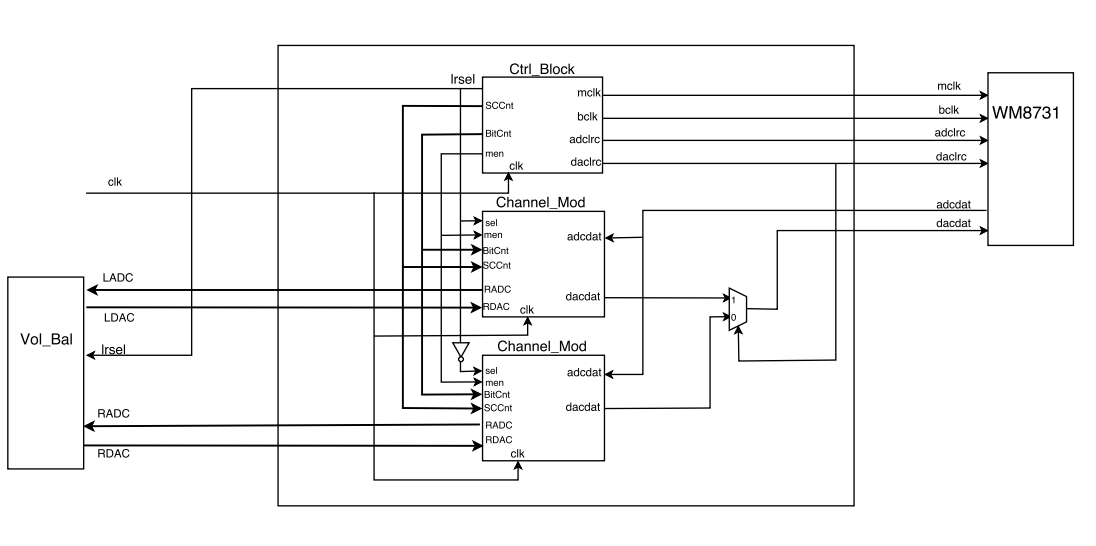 Ctrl_Block
lrsel
mclk
mclk
SCCnt
bclk
bclk
WM8731
BitCnt
adclrc
adclrc
men
daclrc
daclrc
clk
clk
Channel_Mod
adcdat
sel
dacdat
men
adcdat
BitCnt
SCCnt
LADC
RADC
dacdat
1
RDAC
clk
LDAC
0
Vol_Bal
lrsel
Channel_Mod
sel
adcdat
men
BitCnt
SCCnt
dacdat
RADC
RADC
RDAC
RDAC
clk